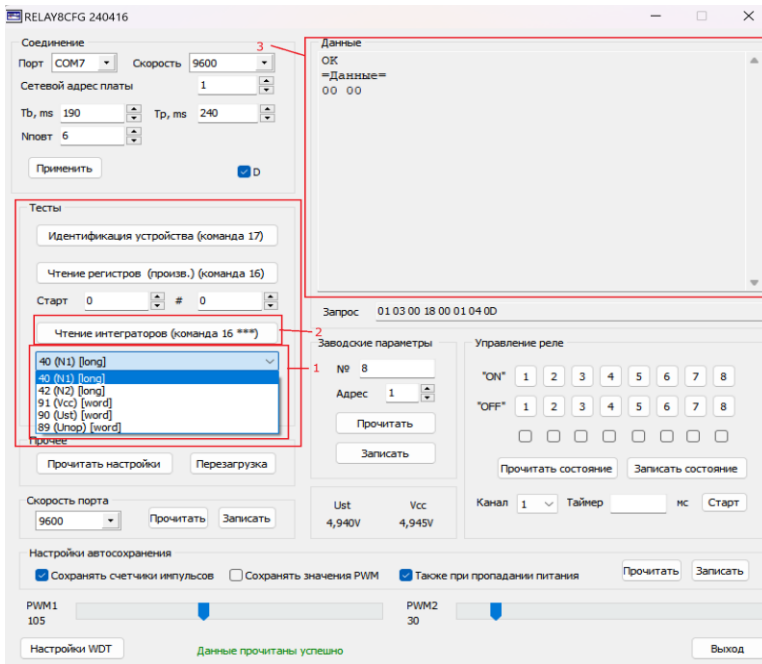 RELAY8CFG 240416
Соединение
Порт COM7 Скорость 9600
Сетевой адрес платы 1
Tb, ms 190 Tp, ms 240
Nповт 6
Применить D
3
Данные
OK
=Данные=
00 00
Тесты
Идентификация устройства (команда 17)
Чтение регистров (произв.) (команда 16)
Старт 0 # 0
Чтение интеграторов (команда 16 ***)
2
40 (N1) [long]
1
40 (N1) [long]
42 (N2) [long]
91 (Vcc) [word]
90 (Ust) [word]
89 (Unop) [word]
Запрос 01 03 00 18 00 01 04 0D
Заводские параметры
№ 8
Адрес 1
Прочитать
Записать
Управление реле
"ON" 1 2 3 4 5 6 7 8
"OFF" 1 2 3 4 5 6 7 8
Прочитать состояние Записать состояние
Канал 1 Таймер мс Старт
Прочее
Прочитать настройки Перезагрузка
Скорость порта
9600 Прочитать Записать
Ust Vcc
4,940V 4,945V
Настройки автосохранения
Сохранять счетчики импульсов Сохранять значения PWM Также при пропадании питания Прочитать Записать
PWM1
105
PWM2
30
Настройки WDT Данные прочитаны успешно Выход